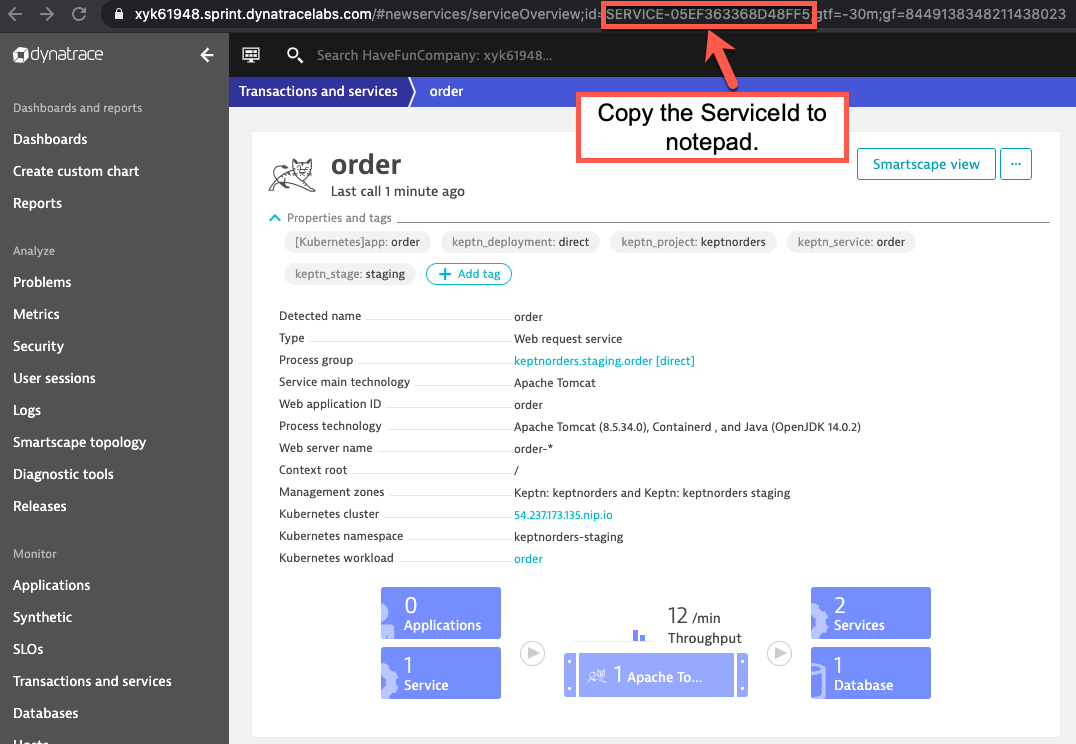 xyk61948.sprint.dynatracelabs.com/#newservices/serviceOverview;id=SERVICE-05EF363368D48FF5;gtf=-30m;gf=8449138348211438023
dynatrace
Search HaveFunCompany: xyk61948...
Transactions and services
order
Copy the ServiceId to
notepad.
Dashboards and reports
Dashboards
Create custom chart
Reports
Analyze
Problems
Metrics
Security
User sessions
Logs
Smartscape topology
Diagnostic tools
Releases
Monitor
Applications
Synthetic
SLOs
Transactions and services
Databases
order
Last call 1 minute ago
Smartscape view
...
Properties and tags
[Kubernetes]app: order
keptn_deployment: direct
keptn_project: keptnorders
keptn_service: order
keptn_stage: staging
Add tag
Detected name order
Type Web request service
Process group keptnorders.staging.order [direct]
Service main technology Apache Tomcat
Web application ID order
Process technology Apache Tomcat (8.5.34.0), Containerd , and Java (OpenJDK 14.0.2)
Web server name order-*
Context root /
Management zones Keptn: keptnorders and Keptn: keptnorders staging
Kubernetes cluster 54.237.173.135.nip.io
Kubernetes namespace keptnorders-staging
Kubernetes workload order
0
Applications
1
Service
12 /min
Throughput
1 Apache To...
2
Services
1
Database